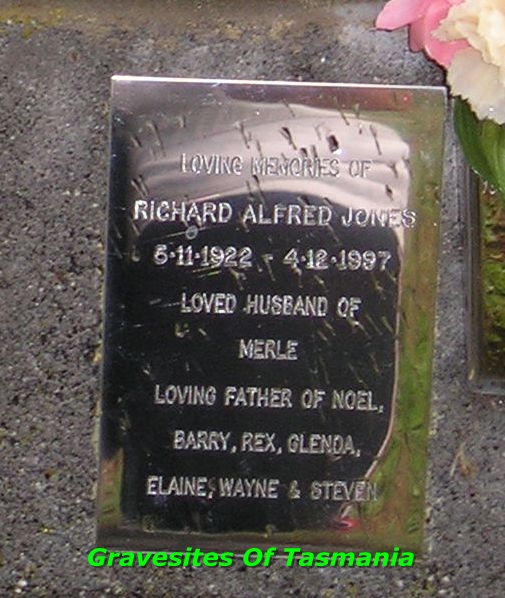 LOVING MEMORIES OF
RICHARD ALFRED JONES
5·11·1922 - 4·12·1997
LOVED HUSBAND OF
MERLE
LOVING FATHER OF NOEL,
BARRY, REX, GLENDA,
ELAINE, WAYNE & STEVEN
Gravesites Of Tasmania